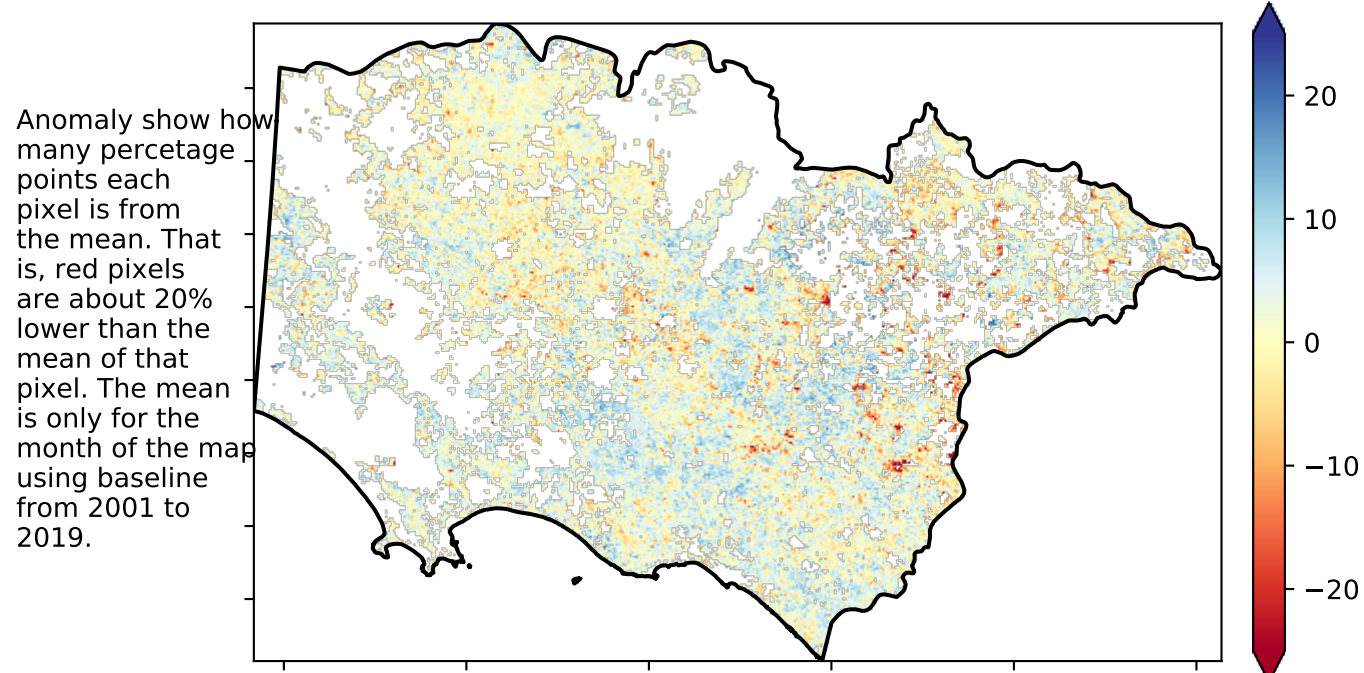 Anomaly show how
many percetage
points each
pixel is from
the mean. That
is, red pixels
are about 20%
lower than the
mean of that
pixel. The mean
is only for the
month of the map
using baseline
from 2001 to
2019.
20
10
0
−10
−20